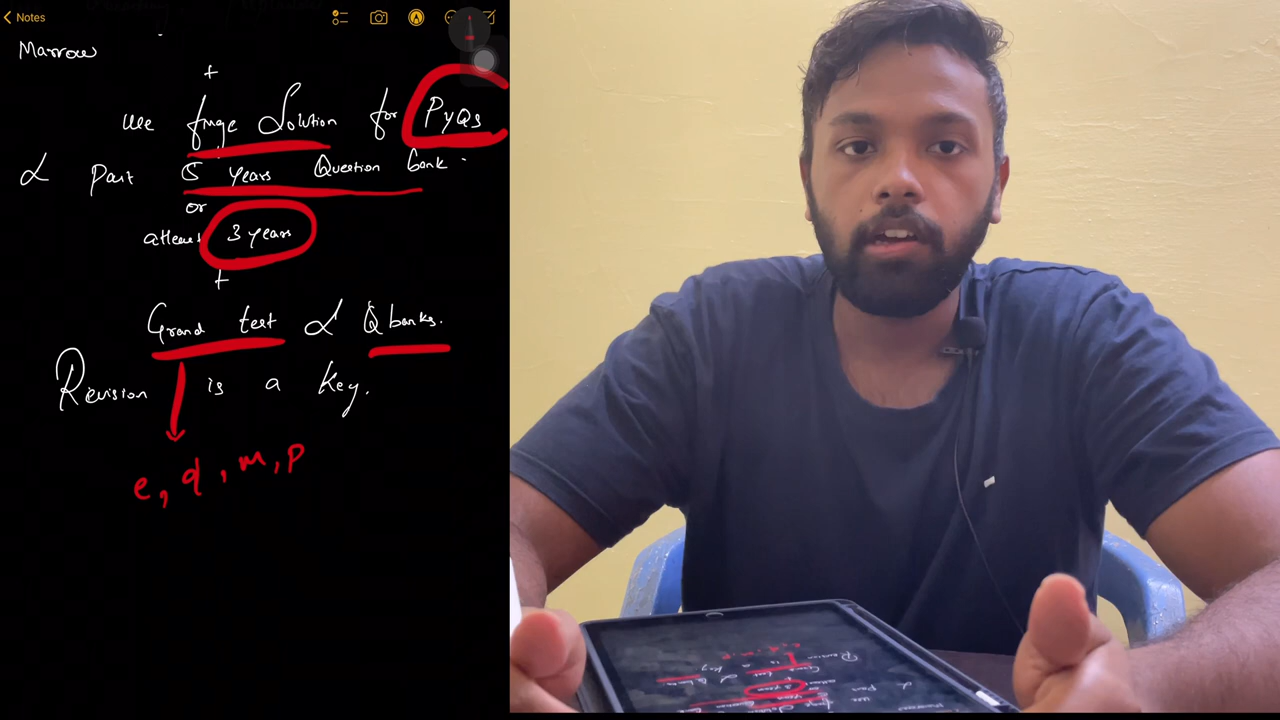 Notes
Marrow
+
use fmge Solution for PYQs
& Past 5 years Question bank.
or
atleast 3 years
+
Grand test & Q banks.
Revision is a key.
e, d, m, p